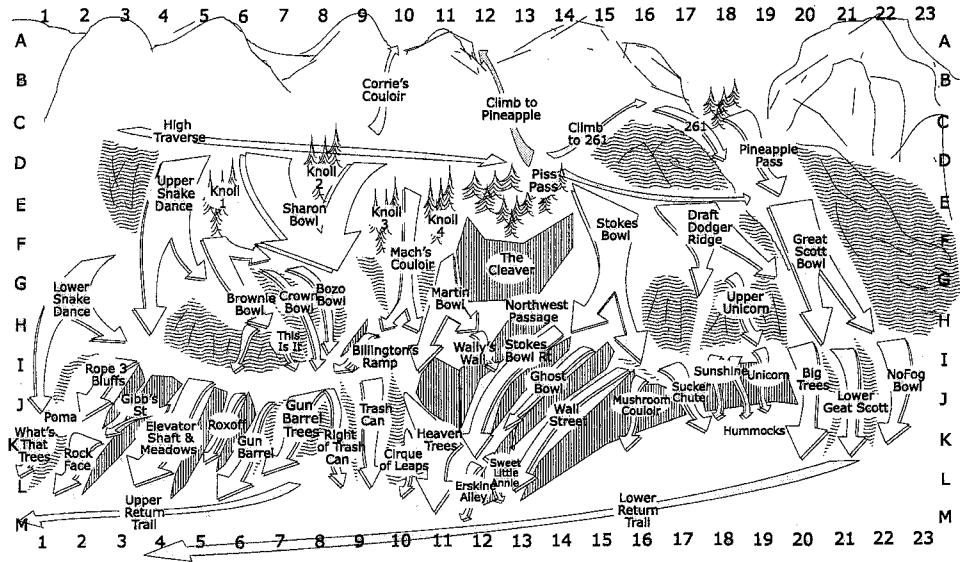 1 2 3 4 5 6 7 8 9 10 11 12 13 14 15 16 17 18 19 20 21 22 23
A A
B B
Corrie's
Couloir
Climb to
Pineapple
C C
High
Traverse
Climb
to 261
261
D D
Pineapple
Pass
Upper
Snake
Dance
Knoll
1
Knoll
2
Piss
Pass
E E
Sharon
Bowl
Knoll
3
Knoll
4
Stokes
Bowl
Draft
Dodger
Ridge
F F
Mach's
Couloir
The
Cleaver
Great
Scott
Bowl
G G
Lower
Snake
Dance
Brownie
Bowl
Crown
Bowl
Bozo
Bowl
Martin
Bowl
Northwest
Passage
Upper
Unicorn
H H
This
Is It
Billington's
Ramp
Wally's
Wall
Stokes
Bowl Rt
I I
Rope 3
Bluffs
Ghost
Bowl
Sunshine
Unicorn
Big
Trees
NoFog
Bowl
J J
Gibb's
St
Poma
Gun
Barrel
Trees
Trash
Can
Wall
Street
Mushroom
Couloir
Sucker
Chute
Lower
Geat Scott
What's
That
Trees
Elevator
Shaft &
Meadows
Roxoff
Hummocks
K K
Rock
Face
Gun
Barrel
Right
of Trash
Can
Heaven
Trees
Cirque
of Leaps
Sweet
Little
Annie
L L
Erskine
Alley
Upper
Return
Trail
Lower
Return
Trail
M M
1 2 3 4 5 6 7 8 9 10 11 12 13 14 15 16 17 18 19 20 21 22 23